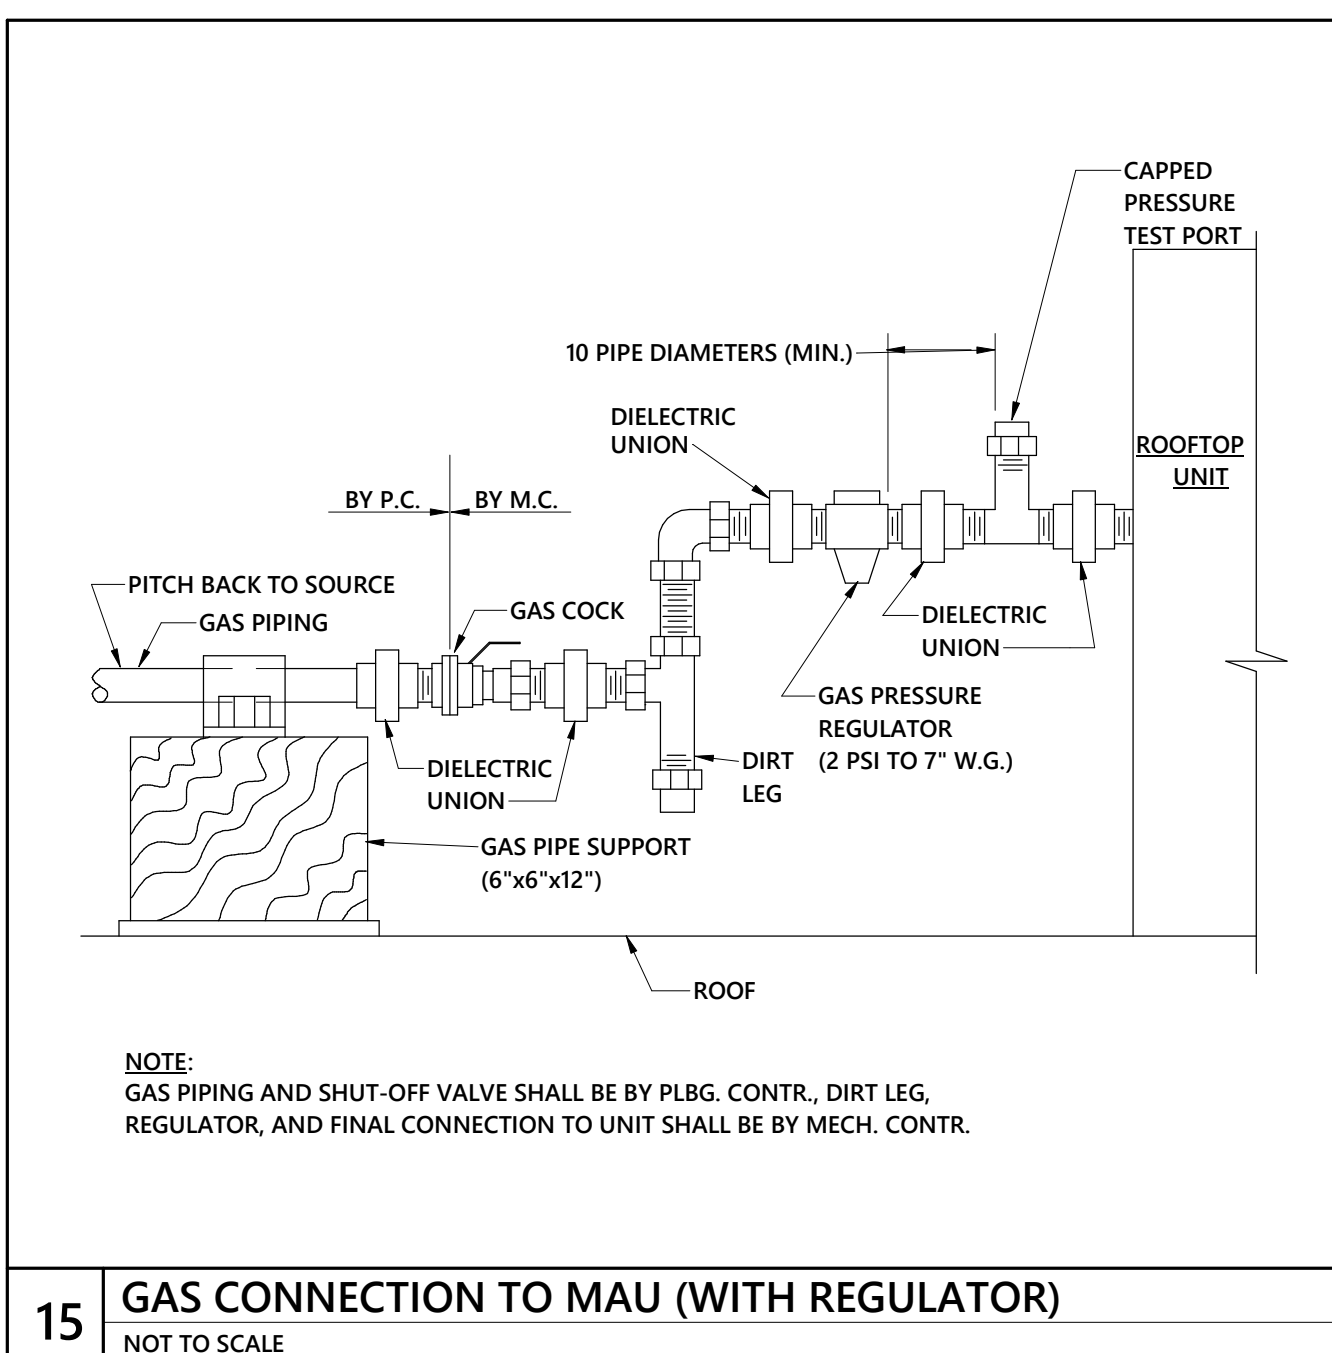 CAPPED
PRESSURE
TEST PORT
10 PIPE DIAMETERS (MIN.)
DIELECTRIC
UNION
ROOFTOP
UNIT
BY P.C.
BY M.C.
PITCH BACK TO SOURCE
GAS PIPING
GAS COCK
DIELECTRIC
UNION
GAS PRESSURE
REGULATOR
(2 PSI TO 7" W.G.)
DIRT
LEG
DIELECTRIC
UNION
GAS PIPE SUPPORT
(6"x6"x12")
ROOF
NOTE:
GAS PIPING AND SHUT-OFF VALVE SHALL BE BY PLBG. CONTR., DIRT LEG,
REGULATOR, AND FINAL CONNECTION TO UNIT SHALL BE BY MECH. CONTR.
15
GAS CONNECTION TO MAU (WITH REGULATOR)
NOT TO SCALE